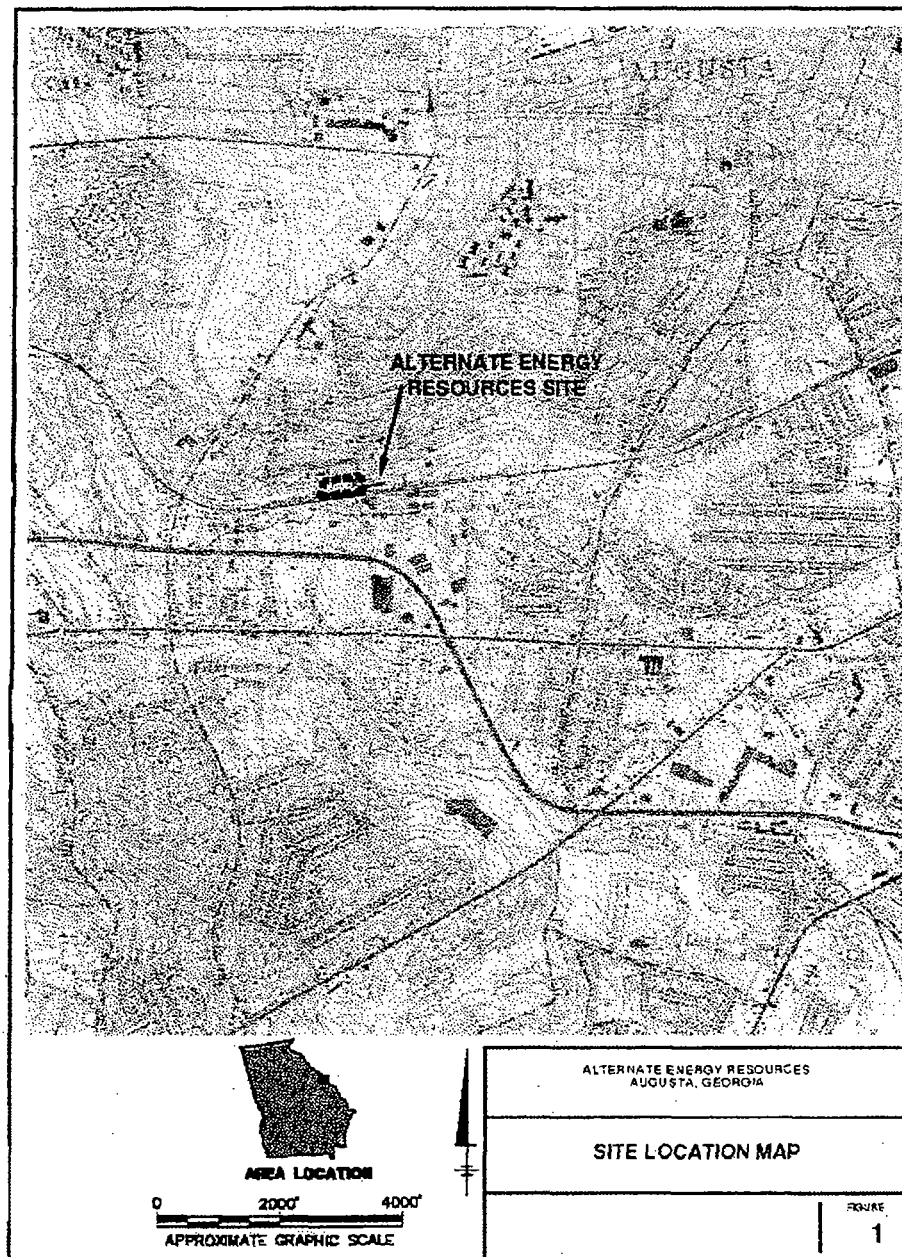 AUGUSTA
ALTERNATE ENERGY
RESOURCES SITE
AREA LOCATION
0 2000' 4000'
APPROXIMATE GRAPHIC SCALE
ALTERNATE ENERGY RESOURCES
AUGUSTA, GEORGIA
SITE LOCATION MAP
FIGURE
1